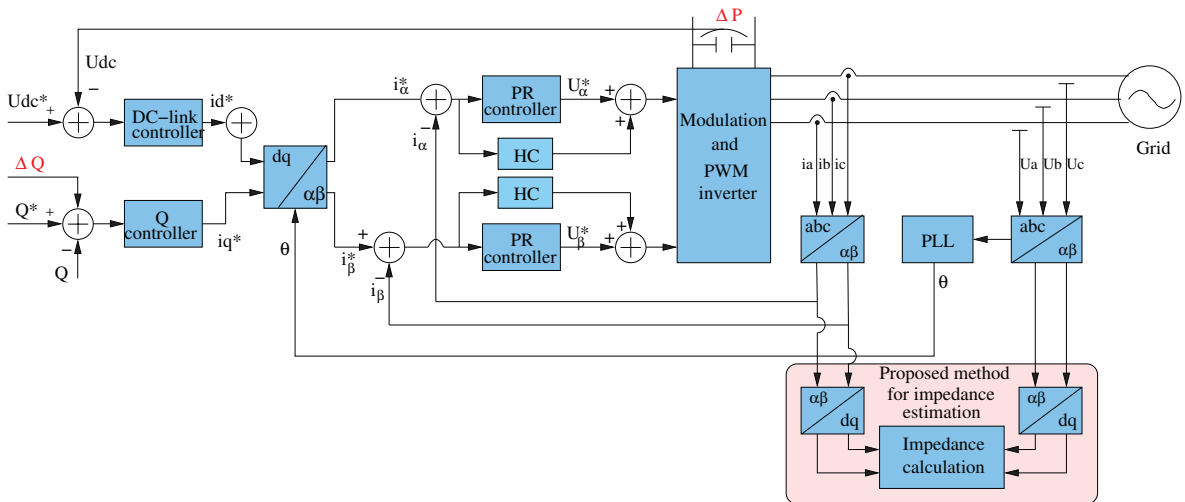 Δ P
Udc
−
Udc*
+
DC−link
controller
id*
Δ Q
Q*
+
−
Q
Q
controller
iq*
dq
αβ
θ
i*α
−
iα
+
i*β
−
iβ
PR
controller
U*α
HC
HC
PR
controller
U*β
+
+
+
+
Modulation
and
PWM
inverter
Grid
ia
ib
ic
Ua
Ub
Uc
abc
αβ
PLL
θ
abc
αβ
Proposed method
for impedance
estimation
αβ
dq
αβ
dq
Impedance
calculation